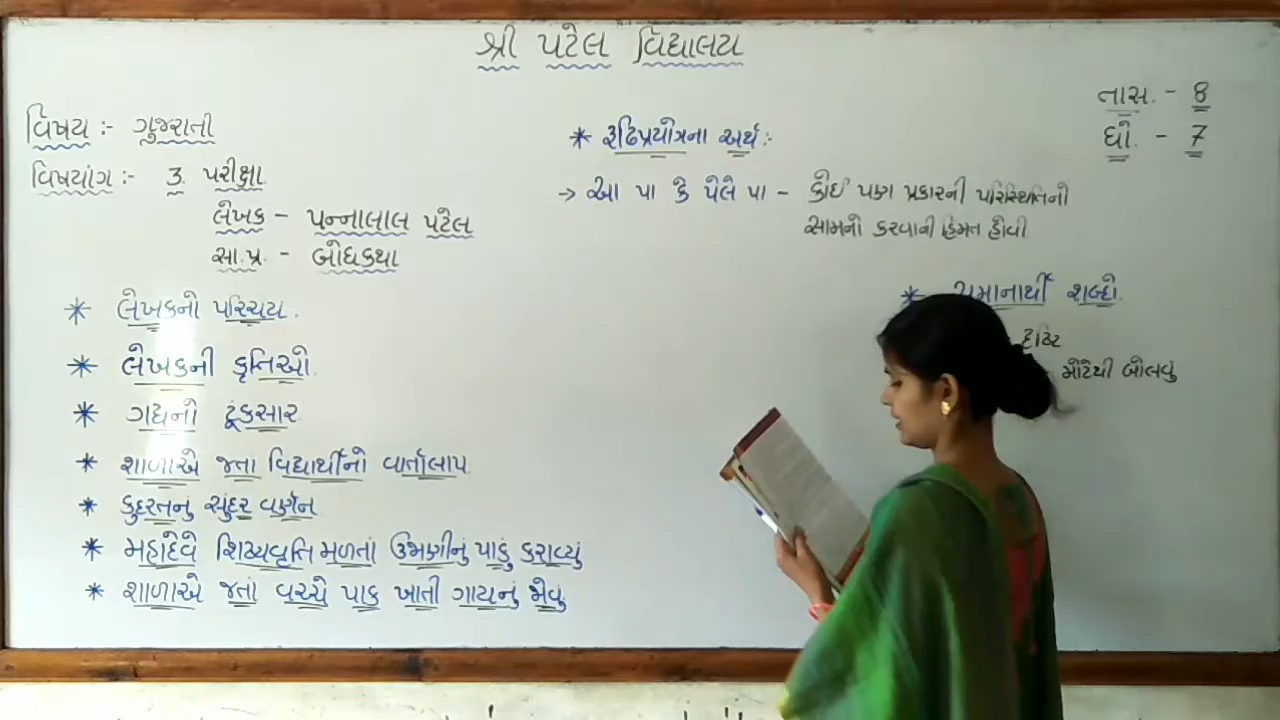 શ્રી પટેલ વિદ્યાલય
તાસ. - 8
ધો. - 7
વિષય :- ગુજરાતી
વિષયાંગ :- 3 પરીક્ષા
લેખક - પન્નાલાલ પટેલ
સા.પ્ર. - બોધકથા
* લેખકનો પરિચય.
* લેખકની કૃતિઓ.
* ગદ્યનો ટૂંકસાર
* શાળાએ જતા વિદ્યાર્થીનો વાર્તાલાપ.
* કુદરતનું સુંદર વર્ણન
* મહાદેવે શિષ્યવૃતિ મળતાં ઉભણીનું પાડું કરાવ્યું
* શાળાએ જતાં વચ્ચે પાક ખાતી ગાયનું જોવુ
* રૂઢિપ્રયોગના અર્થ :-
→ આ પા કે પેલે પા - કોઈ પણ પ્રકારની પરિસ્થિતિનો
સામનો કરવાની હિંમત હોવી
* સમાનાર્થી શબ્દો.
દૃષ્ટિ
મોટેથી બોલવું